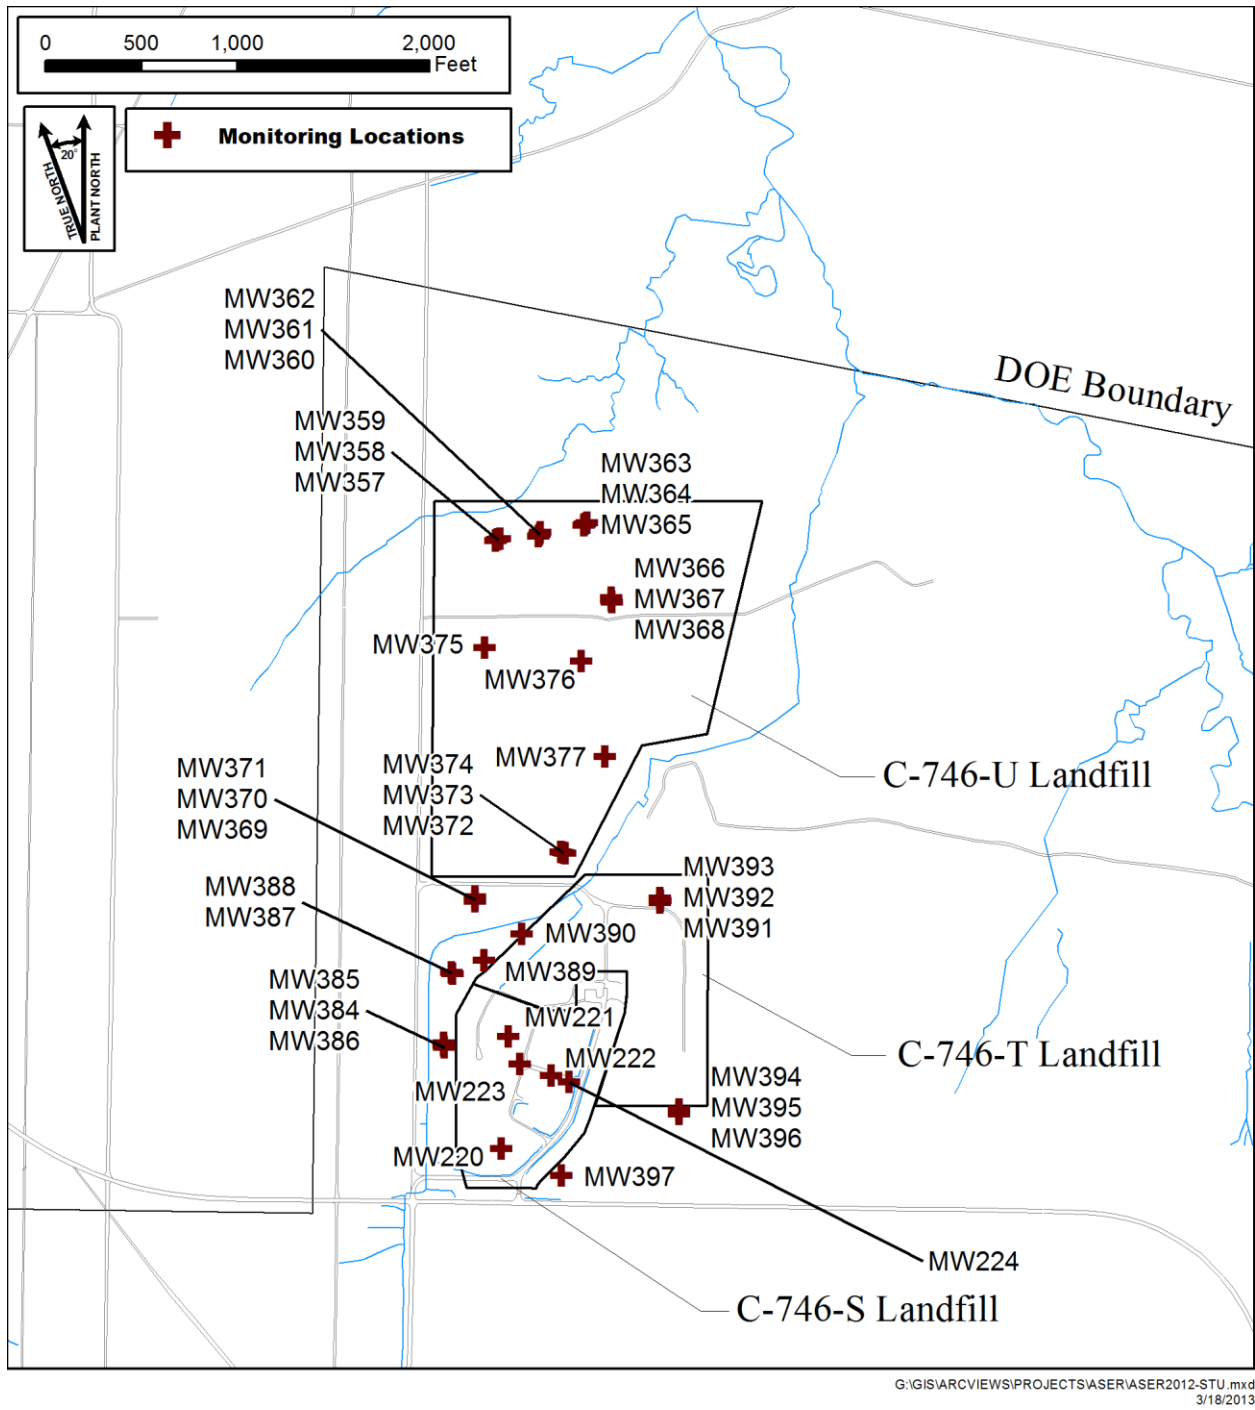 0 500 1,000 2,000
Feet
TRUE NORTH
20°
PLANT NORTH
Monitoring Locations
MW362
MW361
MW360
DOE Boundary
MW359
MW358
MW357
MW363
MW364
MW365
MW366
MW367
MW368
MW375
MW376
MW377
C-746-U Landfill
MW374
MW373
MW372
MW371
MW370
MW369
MW393
MW392
MW391
MW388
MW387
MW390
MW389
MW385
MW384
MW386
MW221
MW222
MW223
C-746-T Landfill
MW394
MW395
MW396
MW220
MW397
MW224
C-746-S Landfill
G:\GIS\ARCVIEWS\PROJECTS\ASER\ASER2012-STU.mxd
3/18/2013